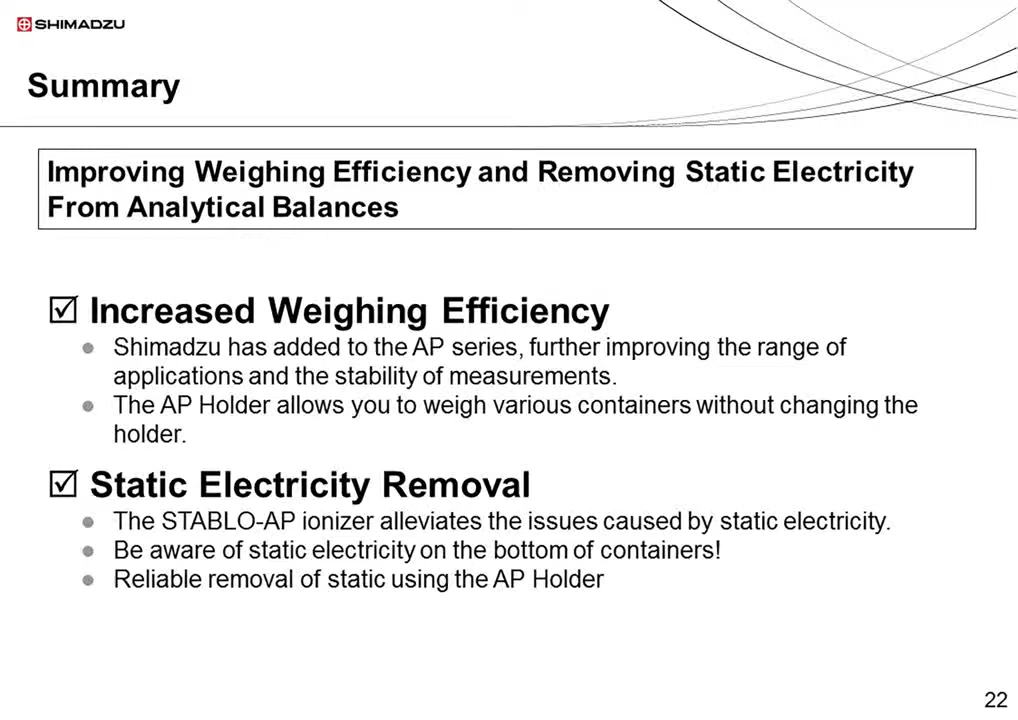 SHIMADZU
Summary
Improving Weighing Efficiency and Removing Static Electricity
From Analytical Balances
☑ Increased Weighing Efficiency
● Shimadzu has added to the AP series, further improving the range of
applications and the stability of measurements.
● The AP Holder allows you to weigh various containers without changing the
holder.
☑ Static Electricity Removal
● The STABLO-AP ionizer alleviates the issues caused by static electricity.
● Be aware of static electricity on the bottom of containers!
● Reliable removal of static using the AP Holder
22